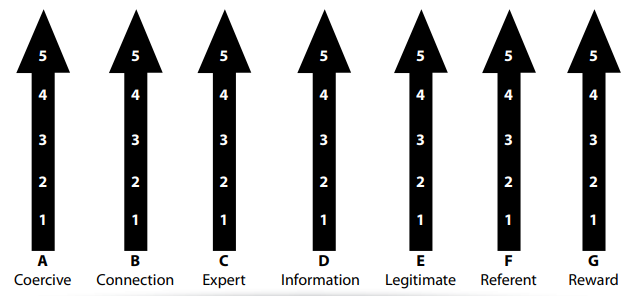 5 5 5 5 5 5 5
4 4 4 4 4 4 4
3 3 3 3 3 3 3
2 2 2 2 2 2 2
1 1 1 1 1 1 1
A B C D E F G
Coercive Connection Expert Information Legitimate Referent Reward